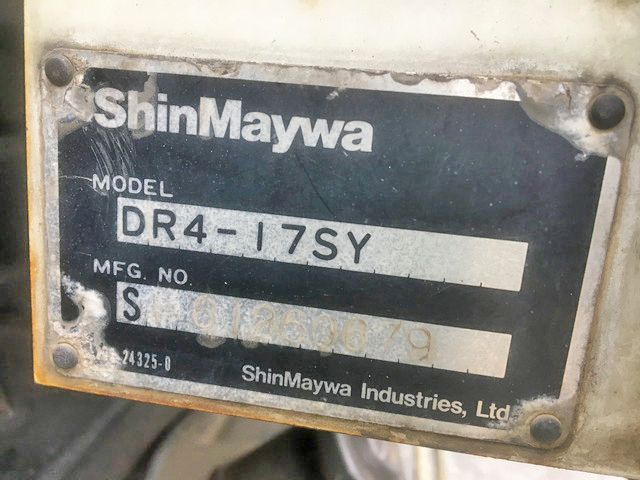 ShinMaywa
MODEL
DR4-17SY
MFG. NO.
S
24325-0
ShinMaywa Industries, Ltd